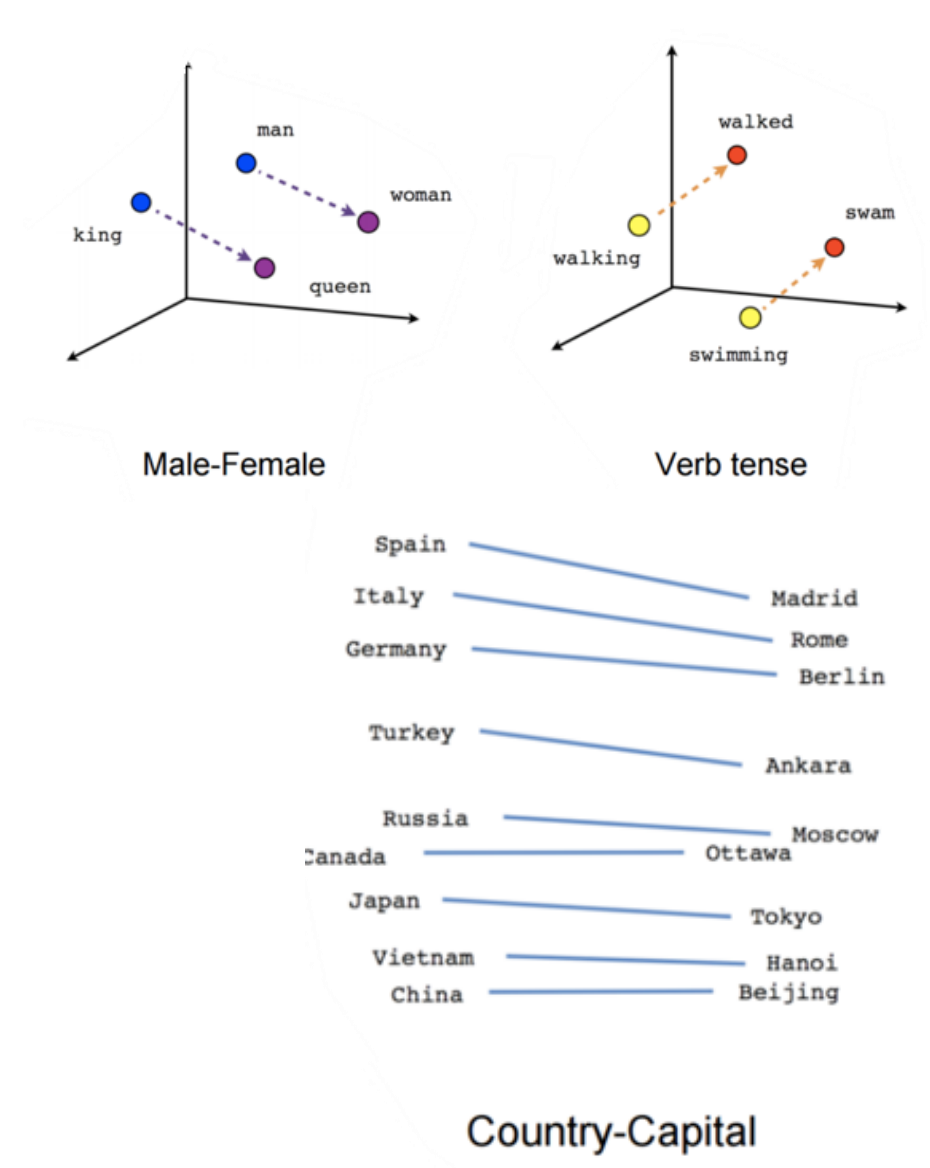 man
woman
king
queen
Male-Female
walked
swam
walking
swimming
Verb tense
Spain Madrid
Italy Rome
Germany Berlin
Turkey Ankara
Russia Moscow
Canada Ottawa
Japan Tokyo
Vietnam Hanoi
China Beijing
Country-Capital